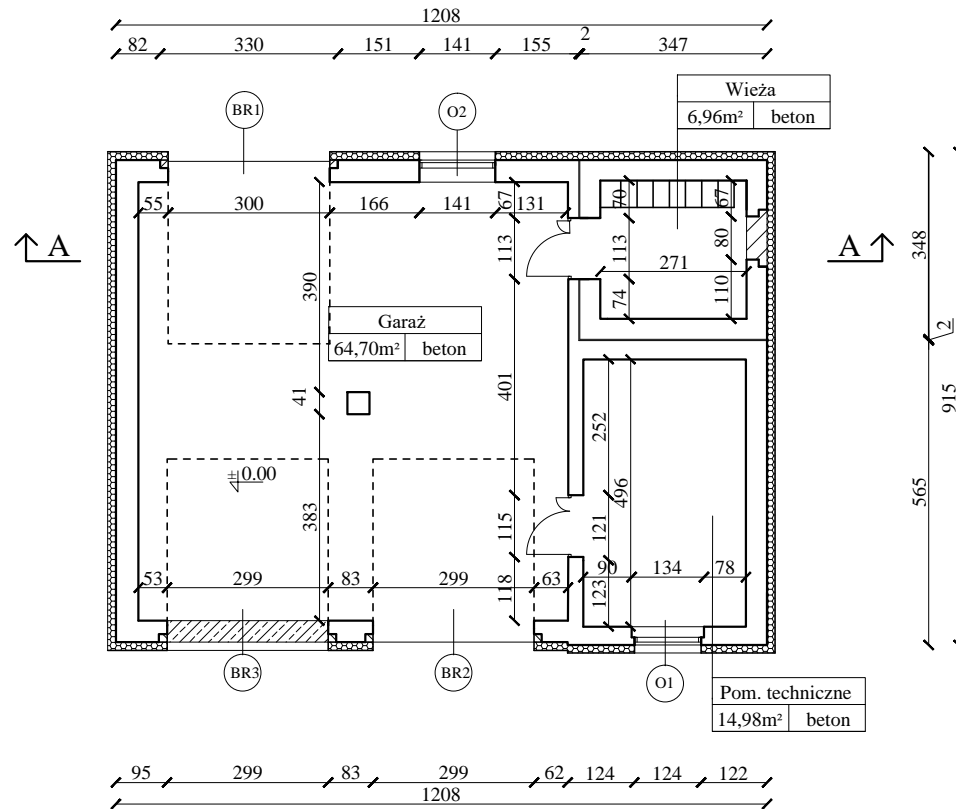 1208
82 330 151 141 155 2 347
Wieża
6,96m² beton
BR1
O2
55 300 166 141 67 131
70 67
A
A
113 113 80
271
390
74 110
348
Garaż
64,70m² beton
2
41
401
915
252
±0.00
496
383
565
115 121
53 299 83 299 63
90 134 78
118 123
BR3
BR2
O1
Pom. techniczne
14,98m² beton
95 299 83 299 62 124 124 122
1208